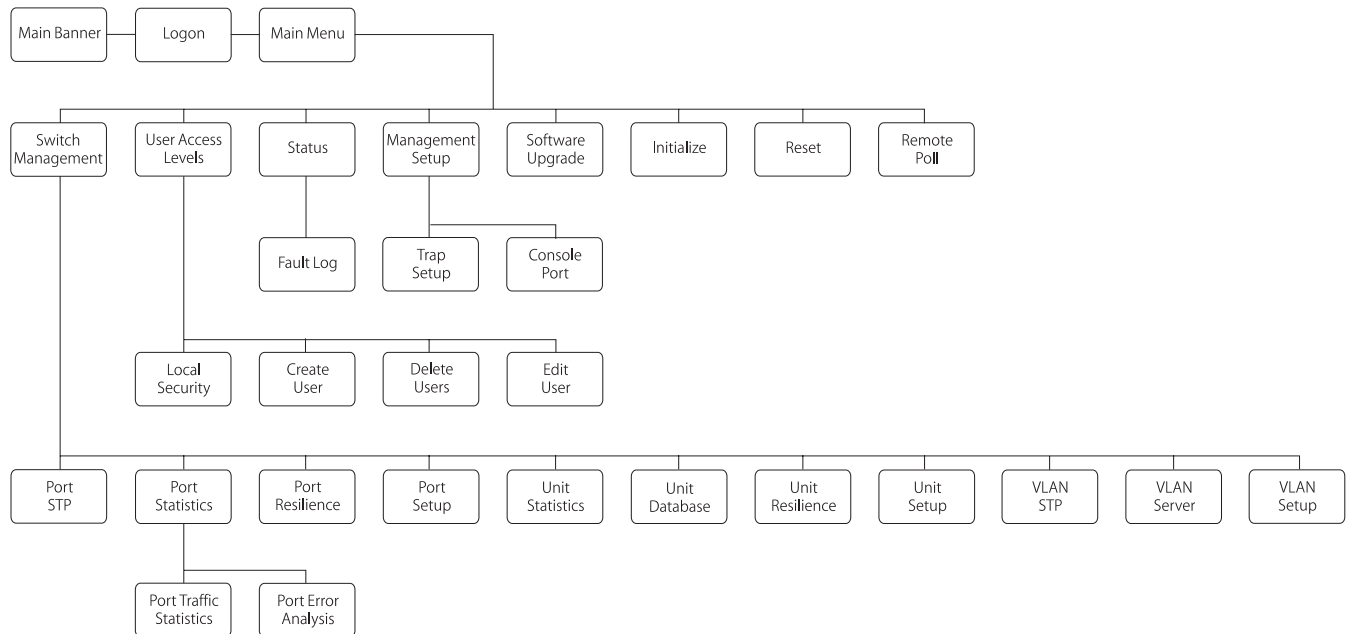 Main Banner
Logon
Main Menu
Switch
Management
User Access
Levels
Status
Management
Setup
Software
Upgrade
Initialize
Reset
Remote
Poll
Fault Log
Trap
Setup
Console
Port
Local
Security
Create
User
Delete
Users
Edit
User
Port
STP
Port
Statistics
Port
Resilience
Port
Setup
Unit
Statistics
Unit
Database
Unit
Resilience
Unit
Setup
VLAN
STP
VLAN
Server
VLAN
Setup
Port Traffic
Statistics
Port Error
Analysis